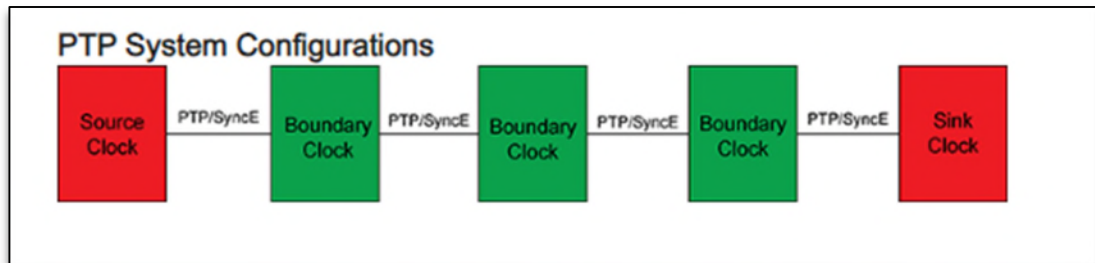 PTP System Configurations
Source
Clock
PTP/SyncE
Boundary
Clock
PTP/SyncE
Boundary
Clock
PTP/SyncE
Boundary
Clock
PTP/SyncE
Sink
Clock